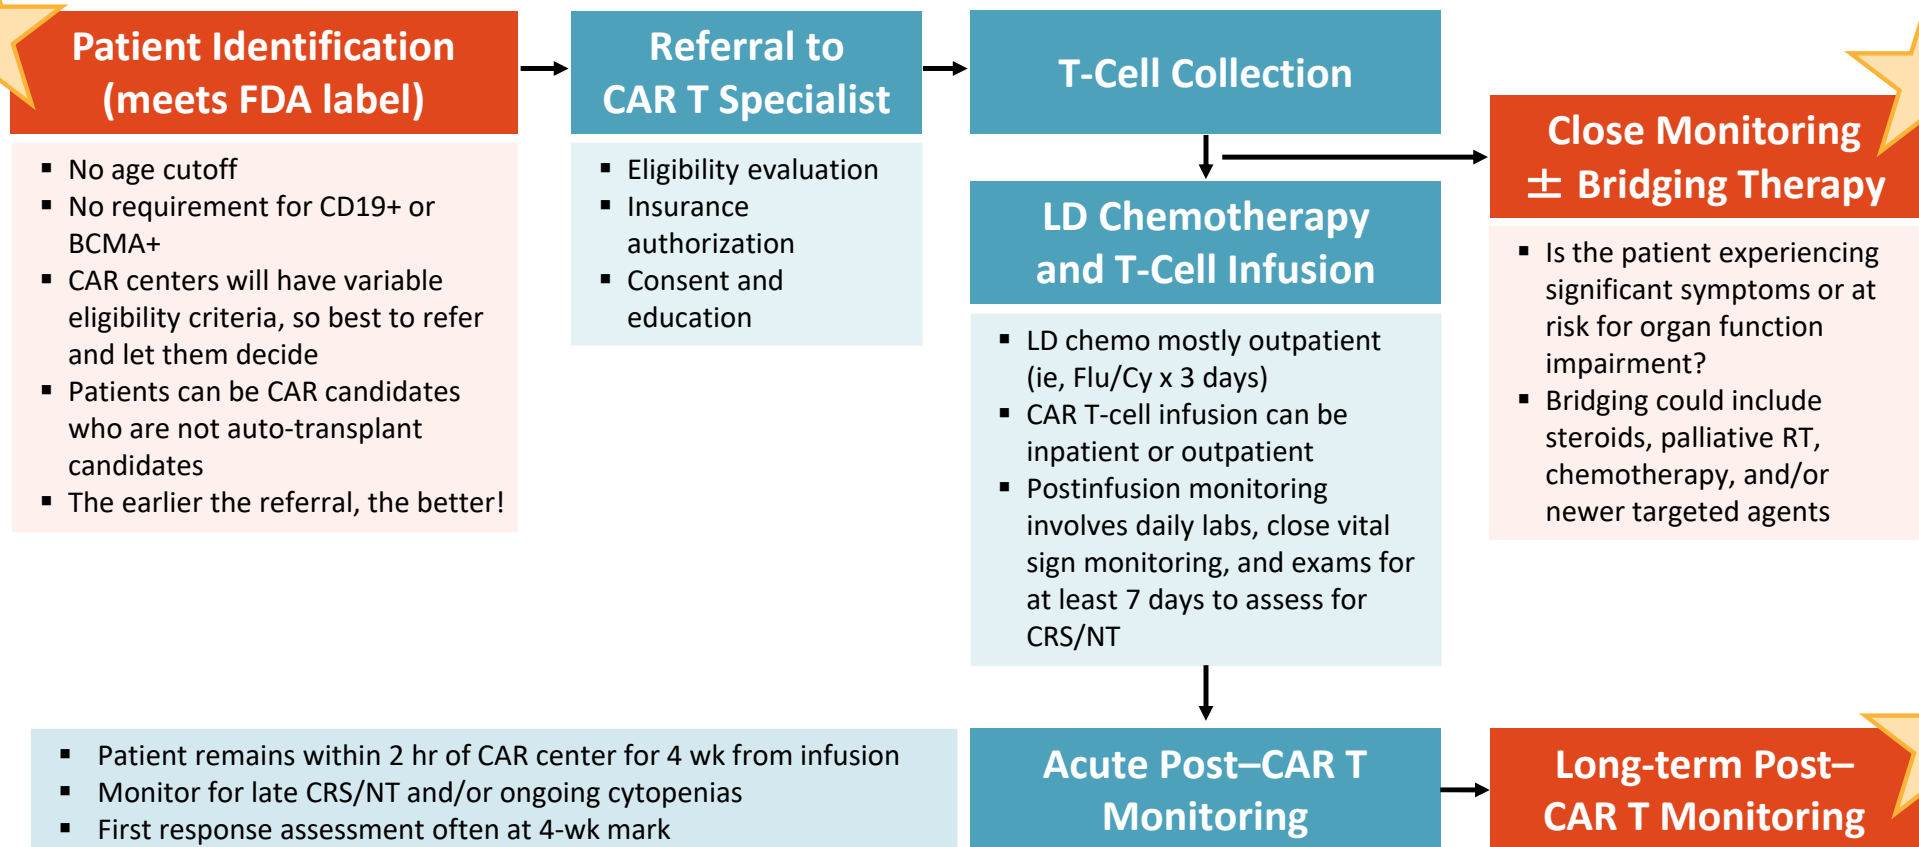 Patient Identification
(meets FDA label)
▪ No age cutoff
▪ No requirement for CD19+ or
BCMA+
▪ CAR centers will have variable
eligibility criteria, so best to refer
and let them decide
▪ Patients can be CAR candidates
who are not auto-transplant
candidates
▪ The earlier the referral, the better!
Referral to
CAR T Specialist
▪ Eligibility evaluation
▪ Insurance
authorization
▪ Consent and
education
T-Cell Collection
Close Monitoring
± Bridging Therapy
▪ Is the patient experiencing
significant symptoms or at
risk for organ function
impairment?
▪ Bridging could include
steroids, palliative RT,
chemotherapy, and/or
newer targeted agents
LD Chemotherapy
and T-Cell Infusion
▪ LD chemo mostly outpatient
(ie, Flu/Cy x 3 days)
▪ CAR T-cell infusion can be
inpatient or outpatient
▪ Postinfusion monitoring
involves daily labs, close vital
sign monitoring, and exams for
at least 7 days to assess for
CRS/NT
▪ Patient remains within 2 hr of CAR center for 4 wk from infusion
▪ Monitor for late CRS/NT and/or ongoing cytopenias
▪ First response assessment often at 4-wk mark
Acute Post–CAR T
Monitoring
Long-term Post–
CAR T Monitoring